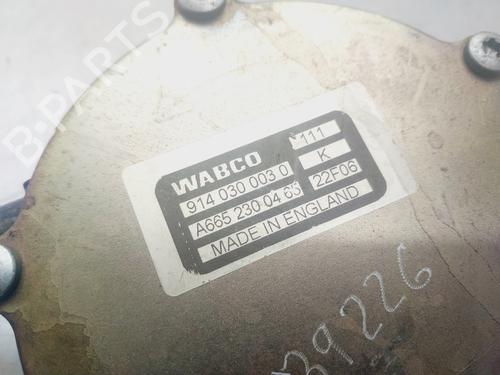 B-PARTS
111
WABCO
K
914 030 003 0
22F06
A665 230 04 65
MADE IN ENGLAND
39226